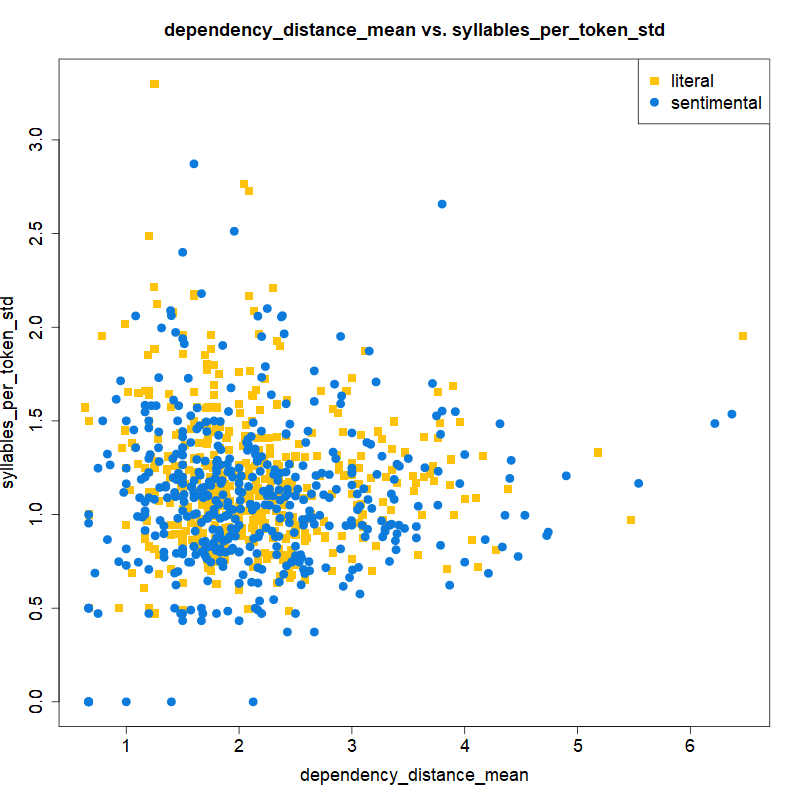 dependency_distance_mean vs. syllables_per_token_std
literal
sentimental
syllables_per_token_std
3.0
2.5
2.0
1.5
1.0
0.5
0.0
1 2 3 4 5 6
dependency_distance_mean